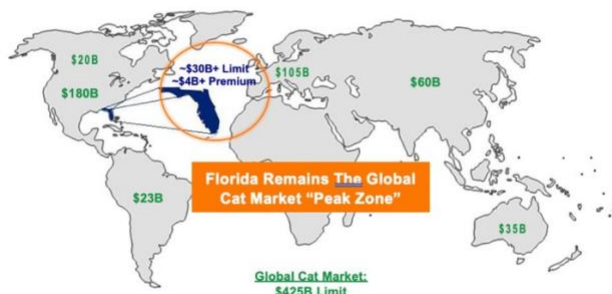 $20B
$180B
~$30B+ Limit
~$4B+ Premium
$105B
$60B
Florida Remains The Global
Cat Market “Peak Zone”
$23B
$35B
Global Cat Market:
$425B Limit